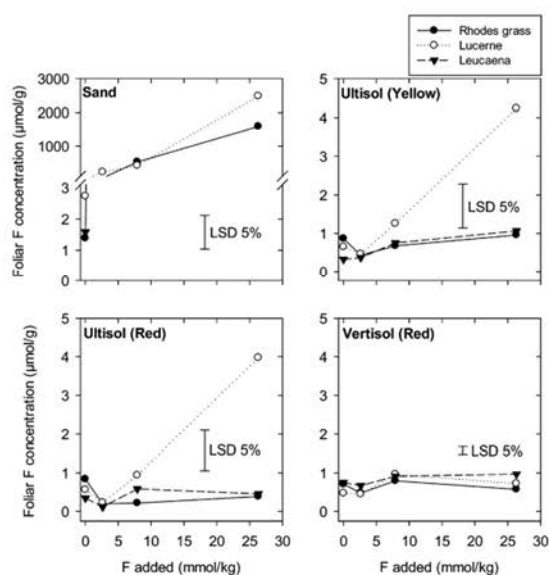 Rhodes grass
Lucerne
Leucaena
Sand
Foliar F concentration (μmol/g)
3000
2000
1000
3
2
1
0
LSD 5%
Ultisol (Yellow)
5
4
3
2
1
0
LSD 5%
Ultisol (Red)
Foliar F concentration (μmol/g)
5
4
3
2
1
0
LSD 5%
0 5 10 15 20 25 30
F added (mmol/kg)
Vertisol (Red)
5
4
3
2
1
0
LSD 5%
0 5 10 15 20 25 30
F added (mmol/kg)